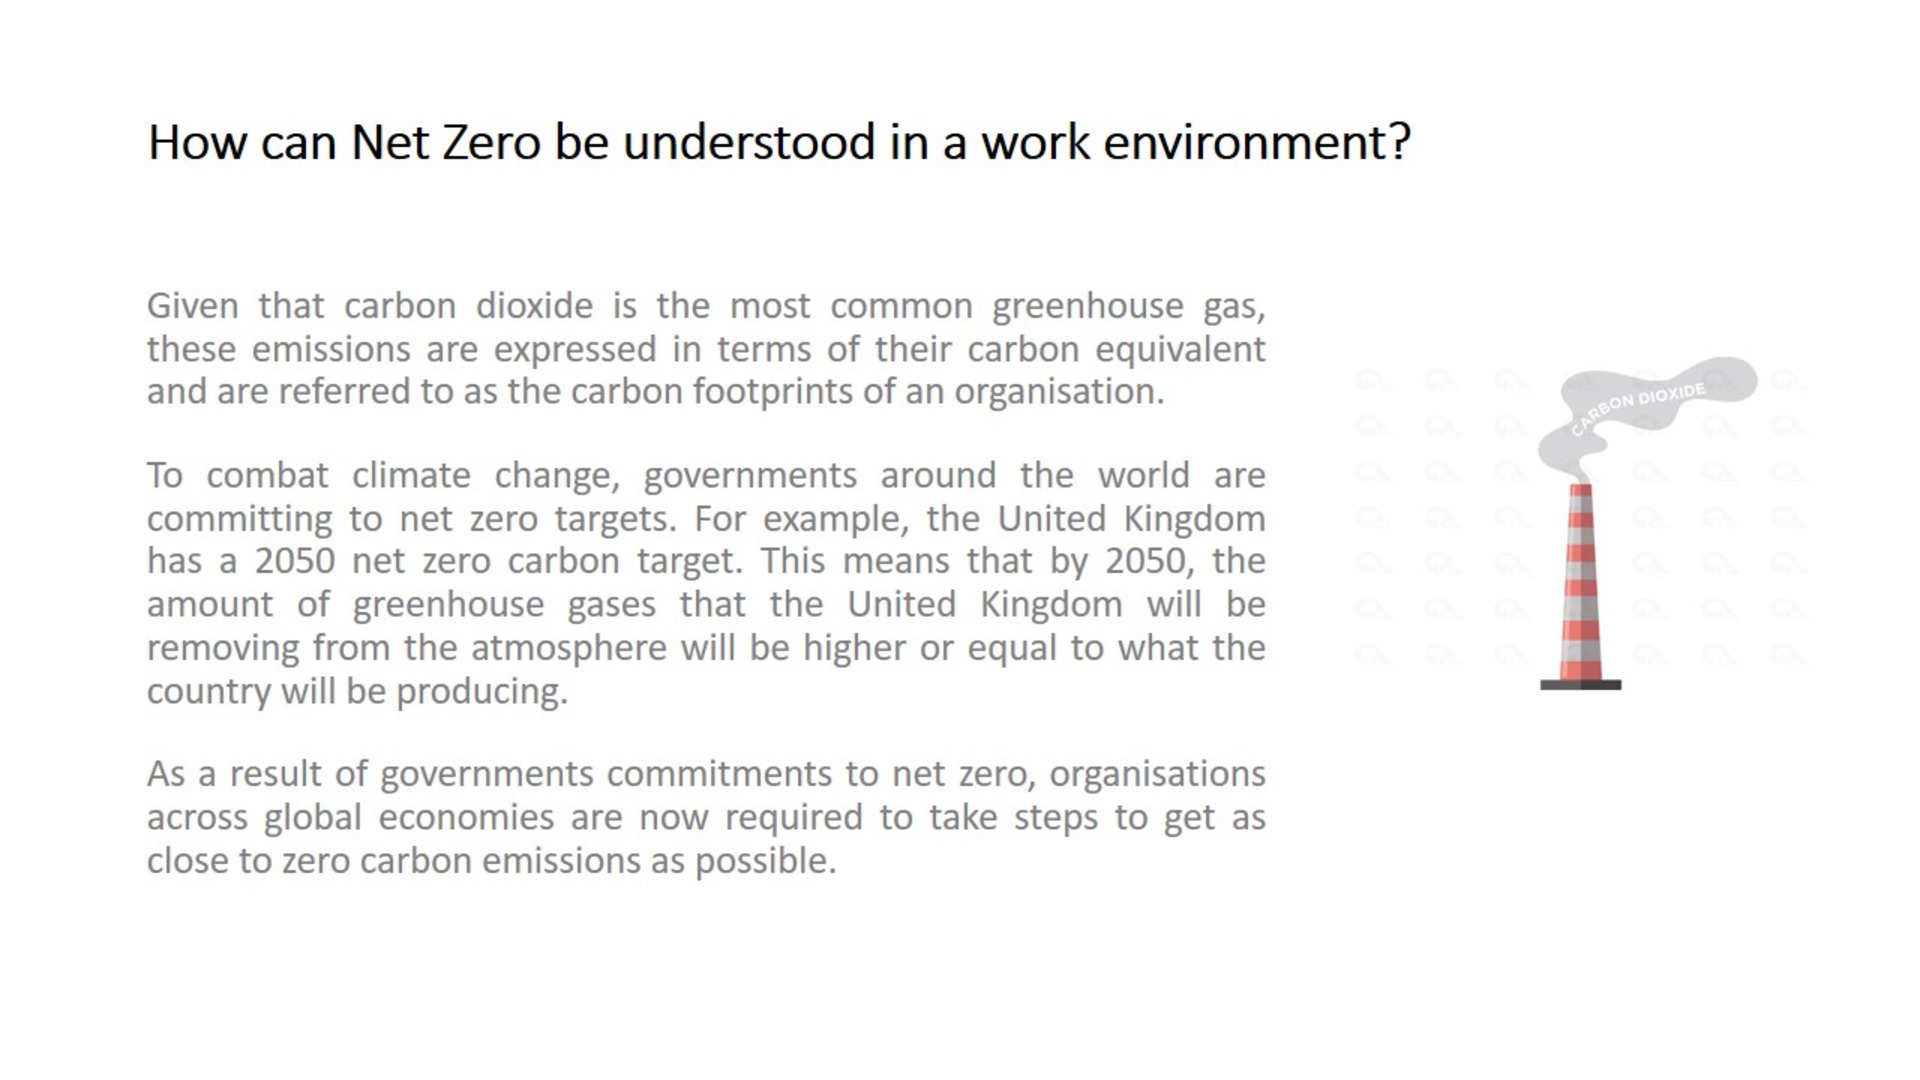 How can Net Zero be understood in a work environment?
Given that carbon dioxide is the most common greenhouse gas,
these emissions are expressed in terms of their carbon equivalent
and are referred to as the carbon footprints of an organisation.
To combat climate change, governments around the world are
committing to net zero targets. For example, the United Kingdom
has a 2050 net zero carbon target. This means that by 2050, the
amount of greenhouse gases that the United Kingdom will be
removing from the atmosphere will be higher or equal to what the
country will be producing.
As a result of governments commitments to net zero, organisations
across global economies are now required to take steps to get as
close to zero carbon emissions as possible.
CARBON DIOXIDE